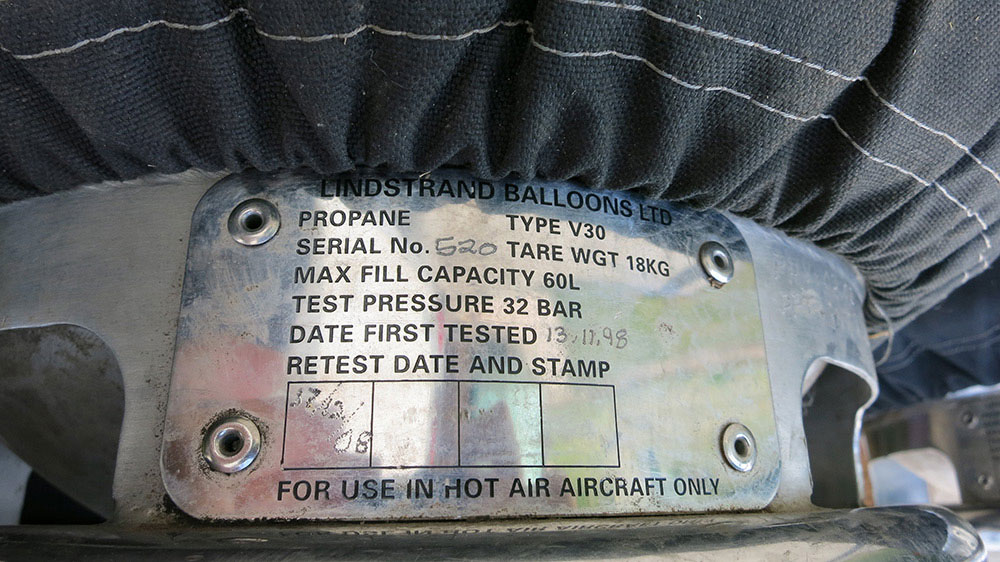 LINDSTRAND BALLOONS LTD
PROPANE TYPE V30
SERIAL No. 520 TARE WGT 18KG
MAX FILL CAPACITY 60L
TEST PRESSURE 32 BAR
DATE FIRST TESTED 13.11.98
RETEST DATE AND STAMP
08
FOR USE IN HOT AIR AIRCRAFT ONLY